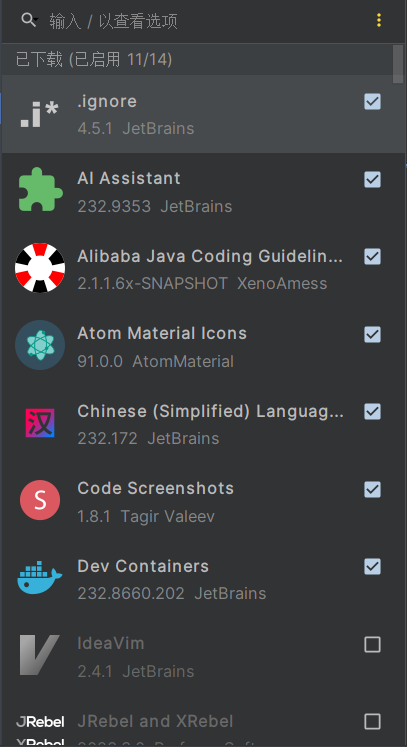 输入 / 以查看选项
已下载 (已启用 11/14)
.i*
.ignore
4.5.1 JetBrains
AI Assistant
232.9353 JetBrains
Alibaba Java Coding Guidelin...
2.1.1.6x-SNAPSHOT XenoAmess
Atom Material Icons
91.0.0 AtomMaterial
汉
Chinese (Simplified) Languag...
232.172 JetBrains
S
Code Screenshots
1.8.1 Tagir Valeev
Dev Containers
232.8660.202 JetBrains
V
IdeaVim
2.4.1 JetBrains
JRebel
JRebel and XRebel